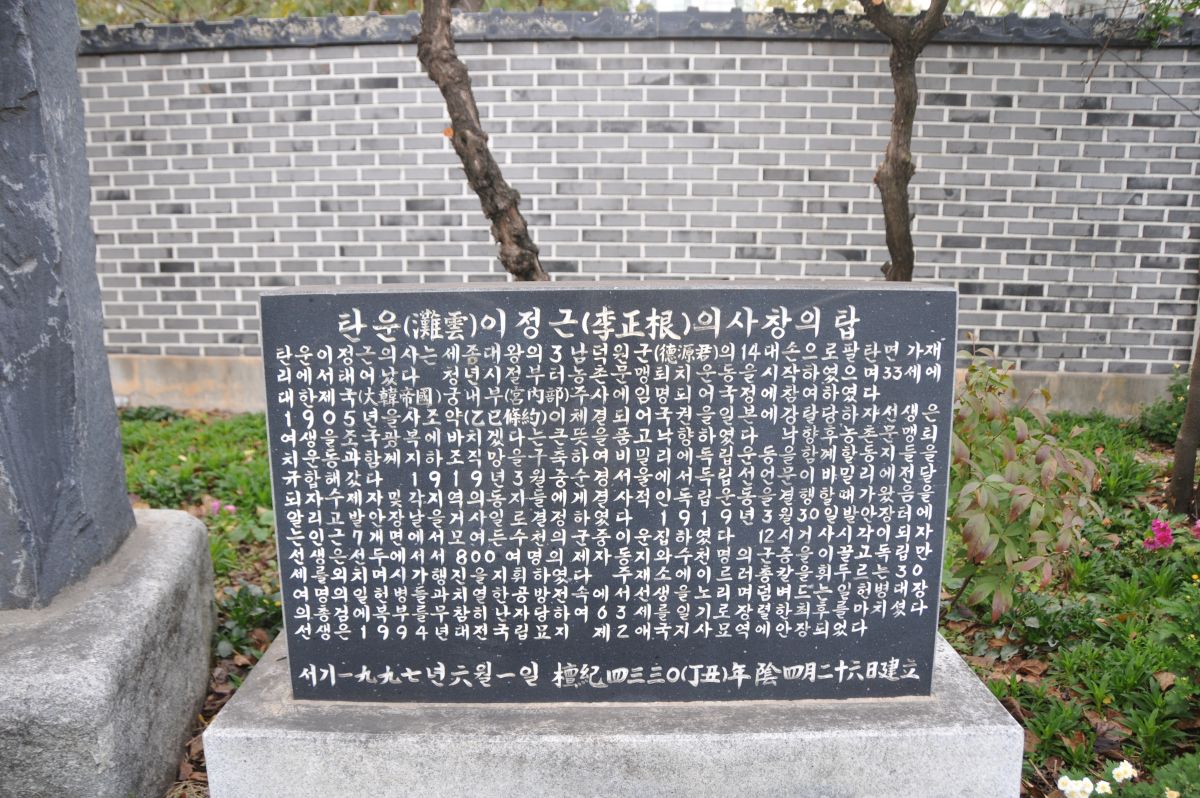 탄운(灘雲)이정근(李正根)의사창의탑
탄운이정근의사는세종대왕의3남덕원군(德源君)의14대손으로팔탄면가재
리에서태어났다 청년시절부터농촌문맹퇴치운동을시작하였으며33세에
대한제국(大韓帝國)궁내부(宮內部)주사에임명되어국정에참여하였다
1905년을사조약(乙巳條約)이체결되어국권을일본에강탈당하자선생은
여생을조국광복에바치겠다는큰뜻을품고낙향하였다 낙향후농촌문맹퇴
치운동과함께지하조직망을구축하여비밀리에독립운동을할계향동지들을
규합해갔다 1919년3월중순경서울에서독립선언문이비밀리에전달
되자수제자및각지역의동지들에게경사적인독립운동을결행할때가왔음을
알리고발안장날을거사일로결정하였다 1919년3월30일발안장터에
는인근7개면에서모여든수천의군중이운집하였다 12시거사시각이되자
선생은선두에서서800여명의제자동지와수천명의군중을이끌고독립만
세를외치며시가행진을지휘하였다 주재소에이르러총칼을휘두르는30
여명의일헌병들과치열한공방전속에서선생을노리며덤벼드는일헌병대장
의총검에복부를무참히난자당하여63세를일기로장렬한최후를마치셨다
선생은1994년대전국립묘지 제2애국지사묘역에안장되었다
서기一九九七年六월一일 檀紀四三三〇(丁丑)年陰四月二十六日建立